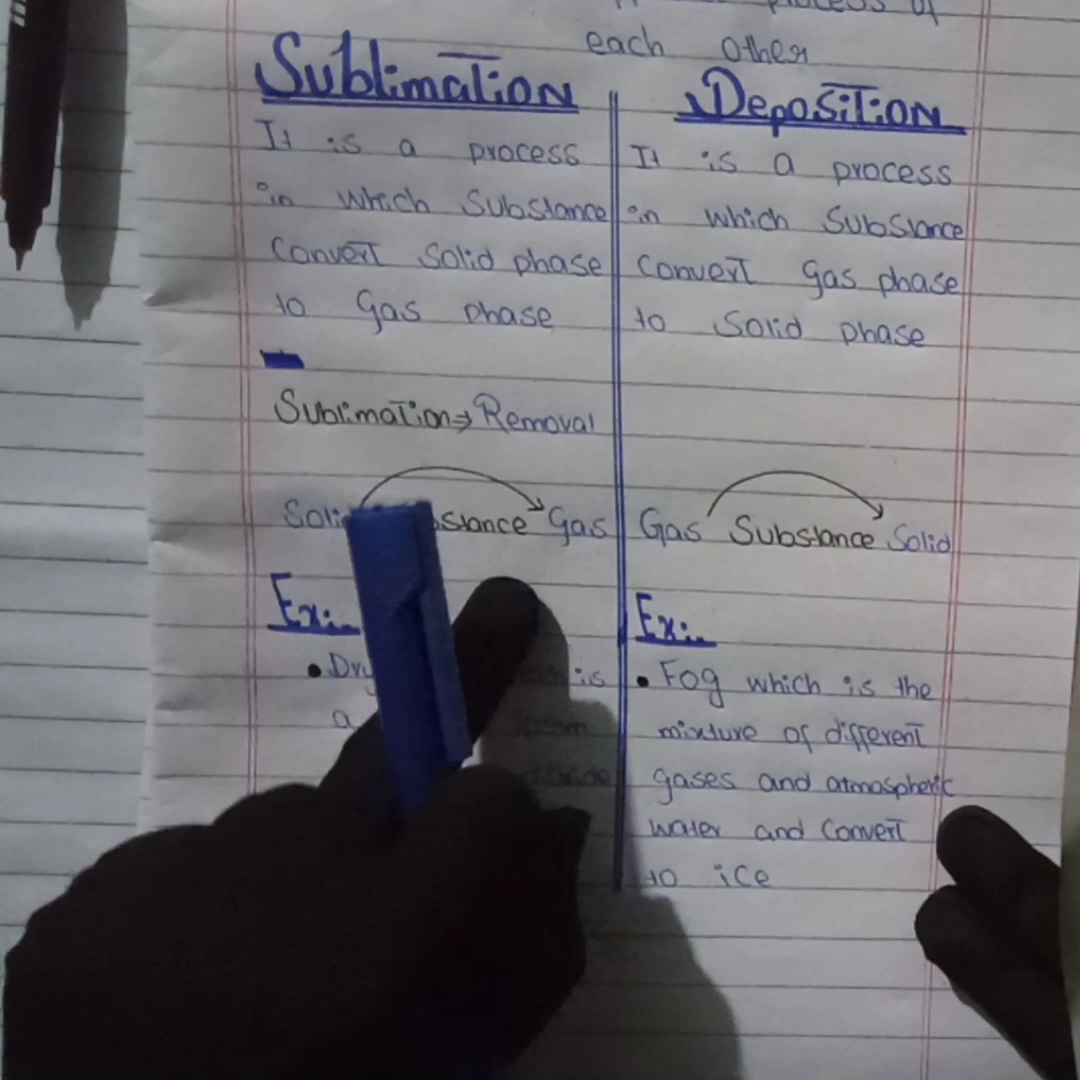 each other
Sublimation
It is a process
in which Substance
Convert Solid phase
to Gas phase
Sublimation ⇒ Removal
Gas
Ex:-
• Dry is
a
Deposition
It is a process
in which Substance
Convert gas phase
to Solid phase
Gas Substance Solid
Ex:-
• Fog which is the
mixture of different
gases and atmospheric
water and Convert
to ice